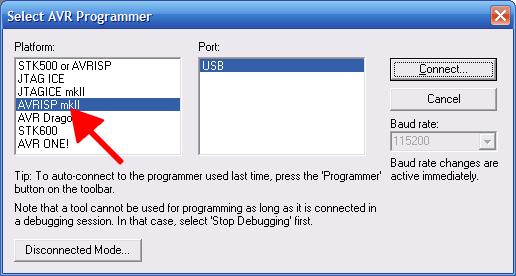 Select AVR Programmer
Platform:
STK500 or AVRISP
JTAG ICE
JTAGICE mkII
AVRISP mkII
AVR Dragon
STK600
AVR ONE!
Port:
USB
Connect...
Cancel
Baud rate:
115200
Baud rate changes are
active immediately.
Tip: To auto-connect to the programmer used last time, press the 'Programmer'
button on the toolbar.
Note that a tool cannot be used for programming as long as it is connected in
a debugging session. In that case, select 'Stop Debugging' first.
Disconnected Mode...